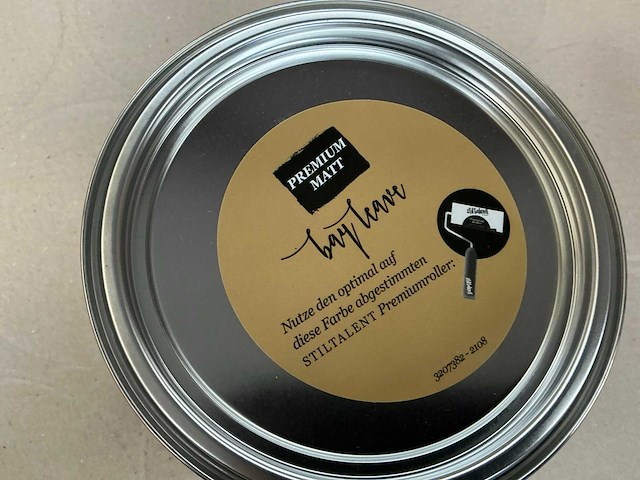 PREMIUM
MATT
bay leave
Nutze den optimal auf
diese Farbe abgestimmten
STILTALENT Premiumroller:
3207382 - 2108